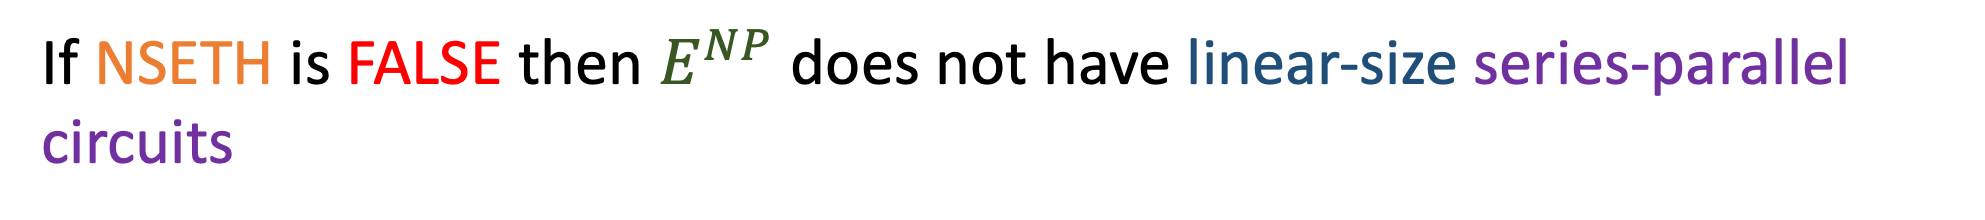 If NSETH is FALSE then E^{NP} does not have linear-size series-parallel
circuits